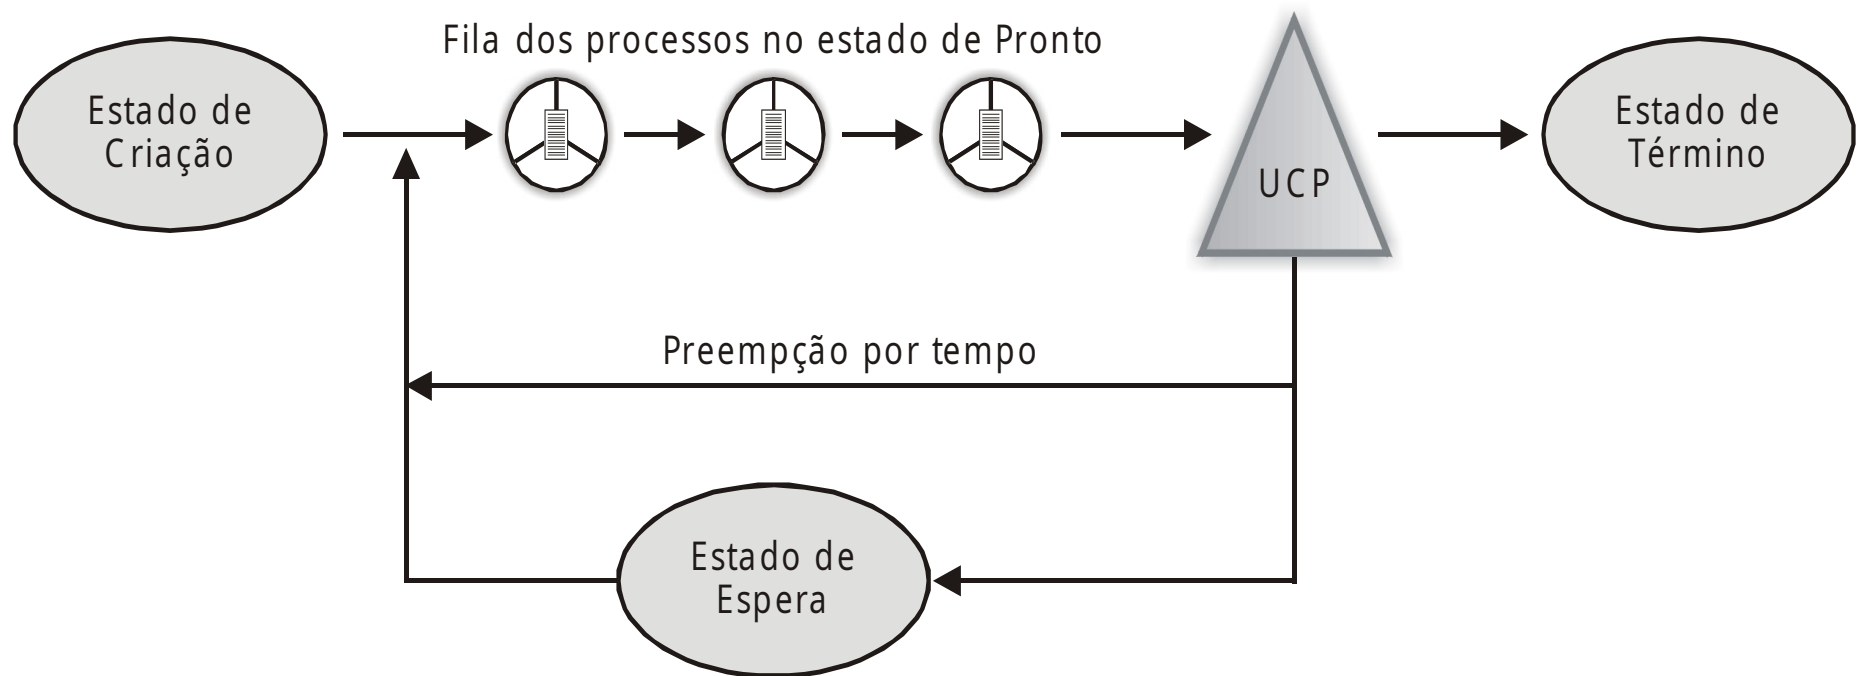 Fila dos processos no estado de Pronto
Estado de
Criação
UCP
Estado de
Término
Preempção por tempo
Estado de
Espera